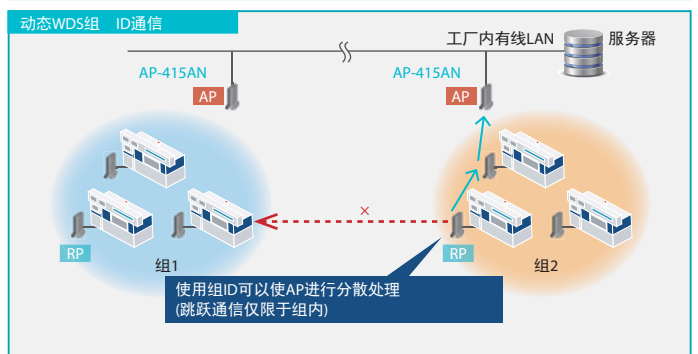 动态WDS组 ID通信
工厂内有线LAN
服务器
AP-415AN
AP-415AN
AP
AP
×
RP
RP
组1
组2
使用组ID可以使AP进行分散处理
(跳跃通信仅限于组内)